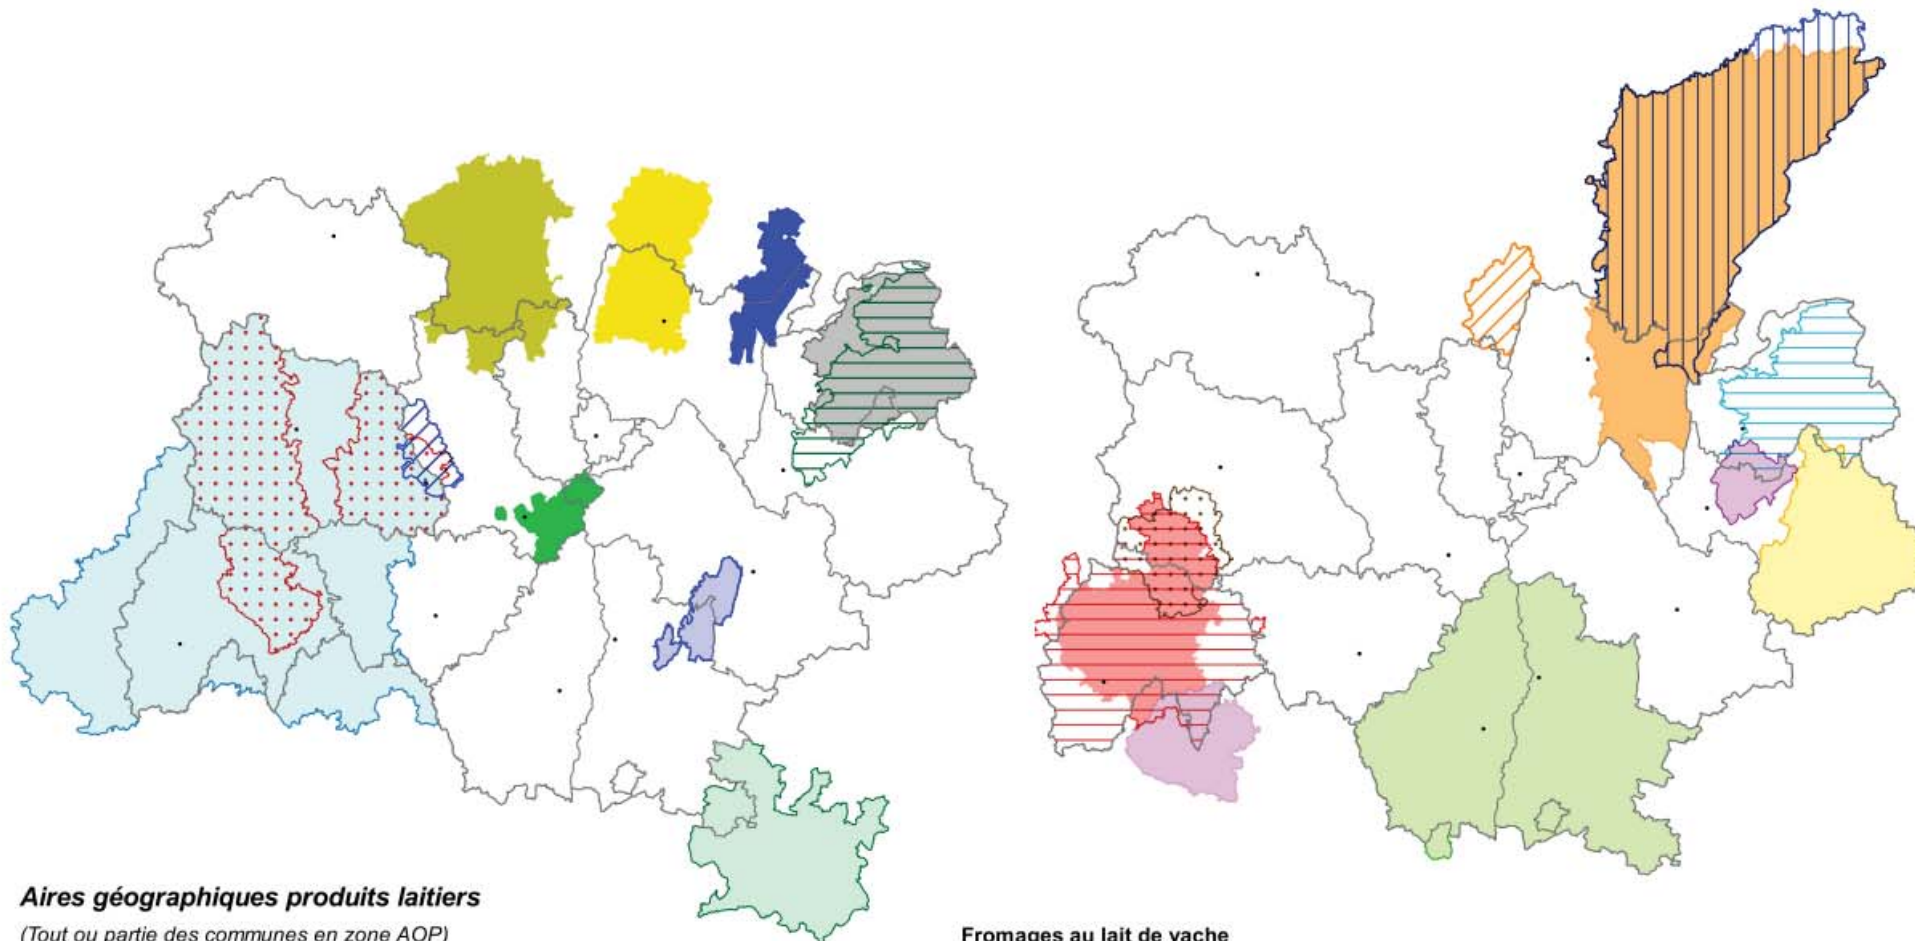 Aires géographiques produits laitiers
(Tout ou partie des communes en zone AOP)
Fromages au lait de vache